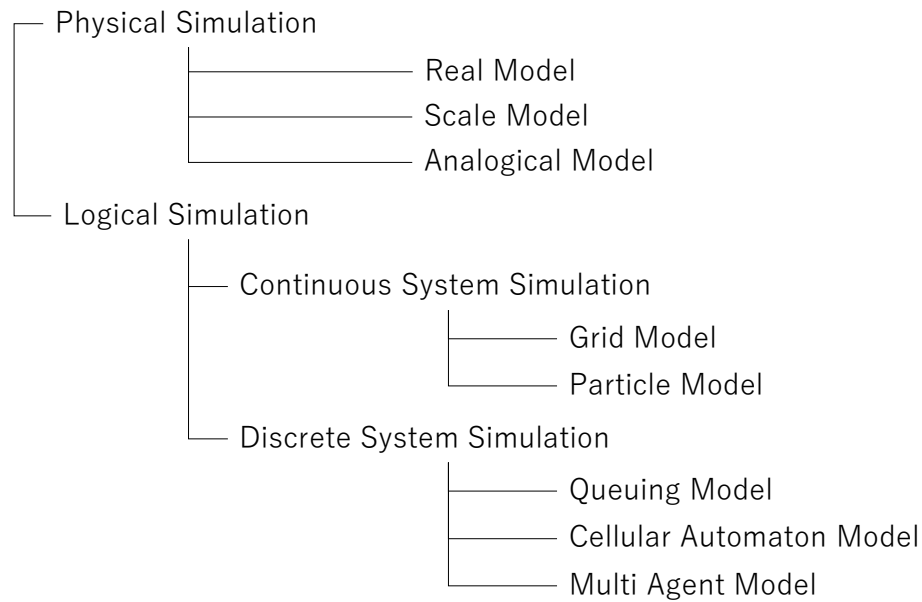 Physical Simulation
Real Model
Scale Model
Analogical Model
Logical Simulation
Continuous System Simulation
Grid Model
Particle Model
Discrete System Simulation
Queuing Model
Cellular Automaton Model
Multi Agent Model